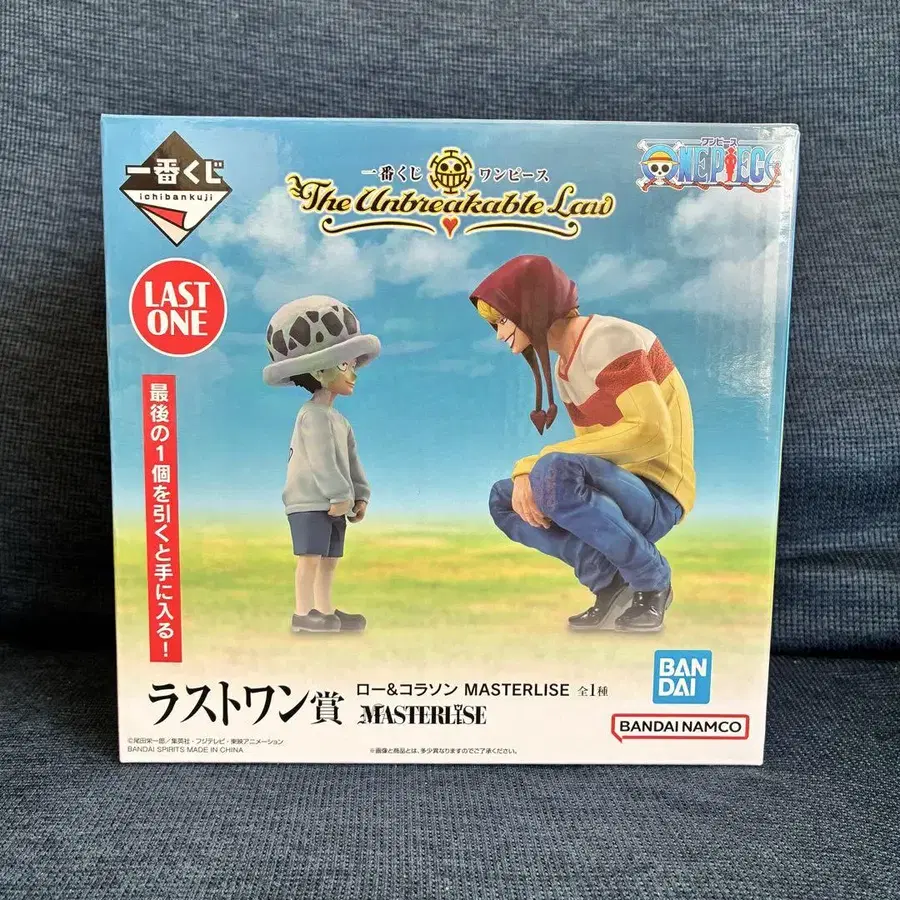 一番くじ
ichibankuji
一番くじ ワンピース
The Unbreakable Law
ワンピース
ONE PIECE
LAST
ONE
最後の1個を引くと手に入る!
ラストワン賞
ロー&コラソン MASTERLISE 全1種
MASTERLISE
BAN
DAI
BANDAI NAMCO
©尾田栄一郎/集英社・フジテレビ・東映アニメーション
BANDAI SPIRITS MADE IN CHINA
※画像と商品とは、多少異なりますのでご了承ください。